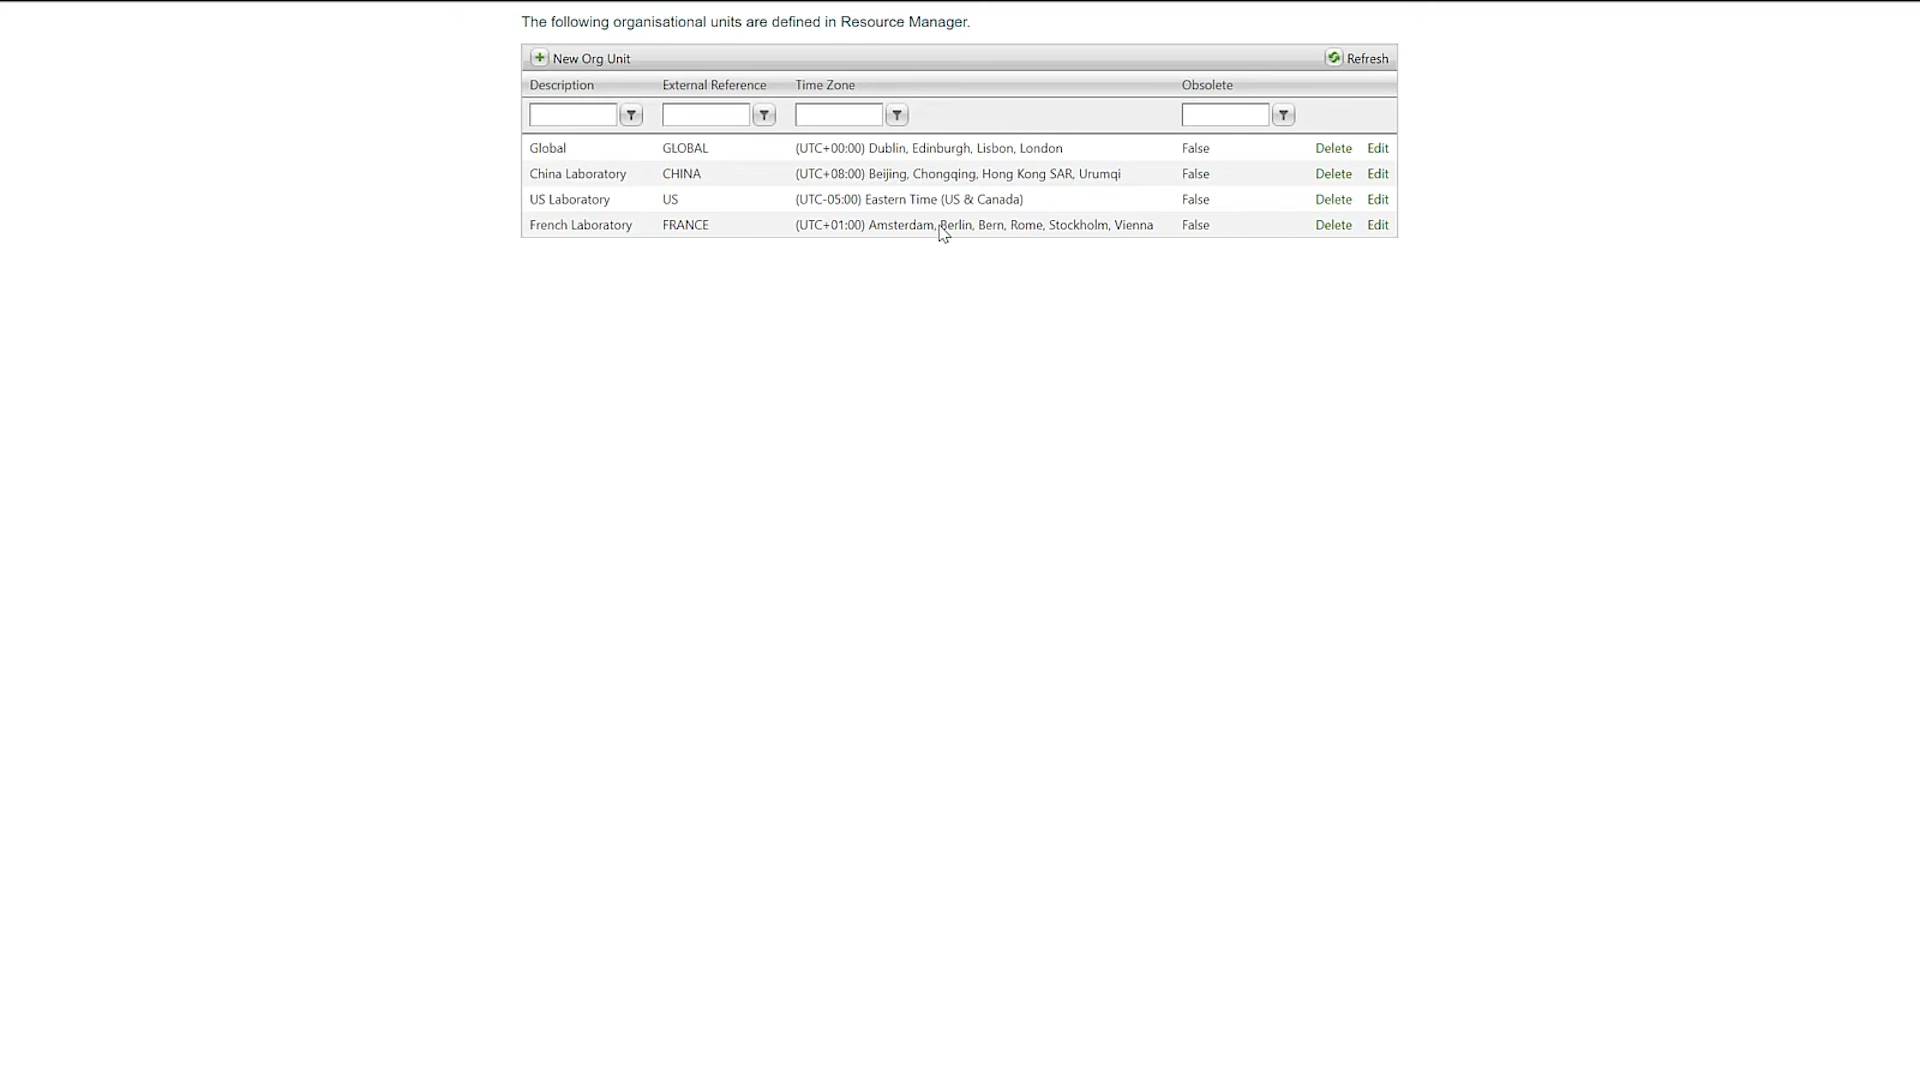 The following organisational units are defined in Resource Manager.
New Org Unit Refresh
Description External Reference Time Zone Obsolete
Global GLOBAL (UTC+00:00) Dublin, Edinburgh, Lisbon, London False Delete Edit
China Laboratory CHINA (UTC+08:00) Beijing, Chongqing, Hong Kong SAR, Urumqi False Delete Edit
US Laboratory US (UTC-05:00) Eastern Time (US & Canada) False Delete Edit
French Laboratory FRANCE (UTC+01:00) Amsterdam, Berlin, Bern, Rome, Stockholm, Vienna False Delete Edit